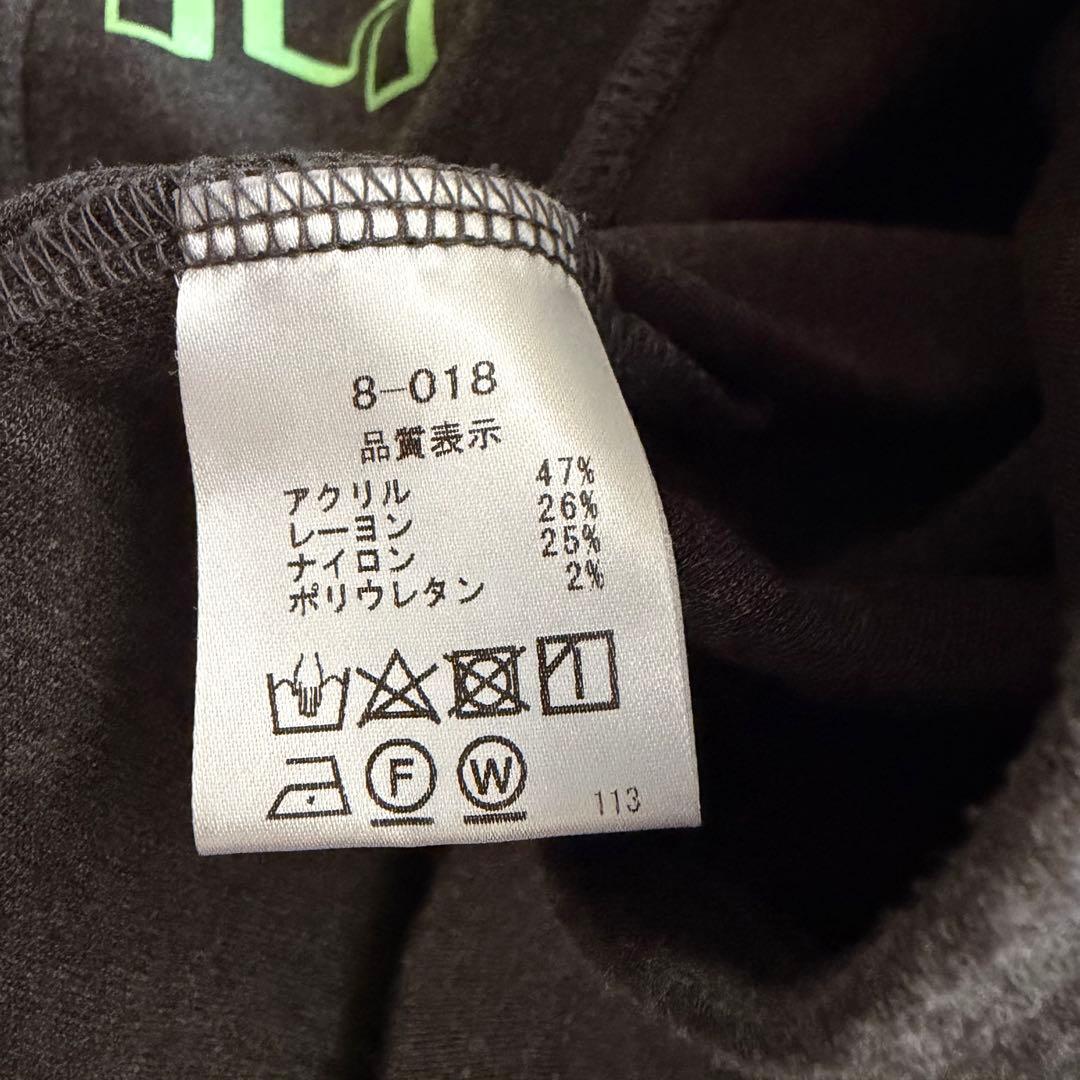 8-018
品質表示
アクリル 47%
レーヨン 26%
ナイロン 25%
ポリウレタン 2%
F W
113